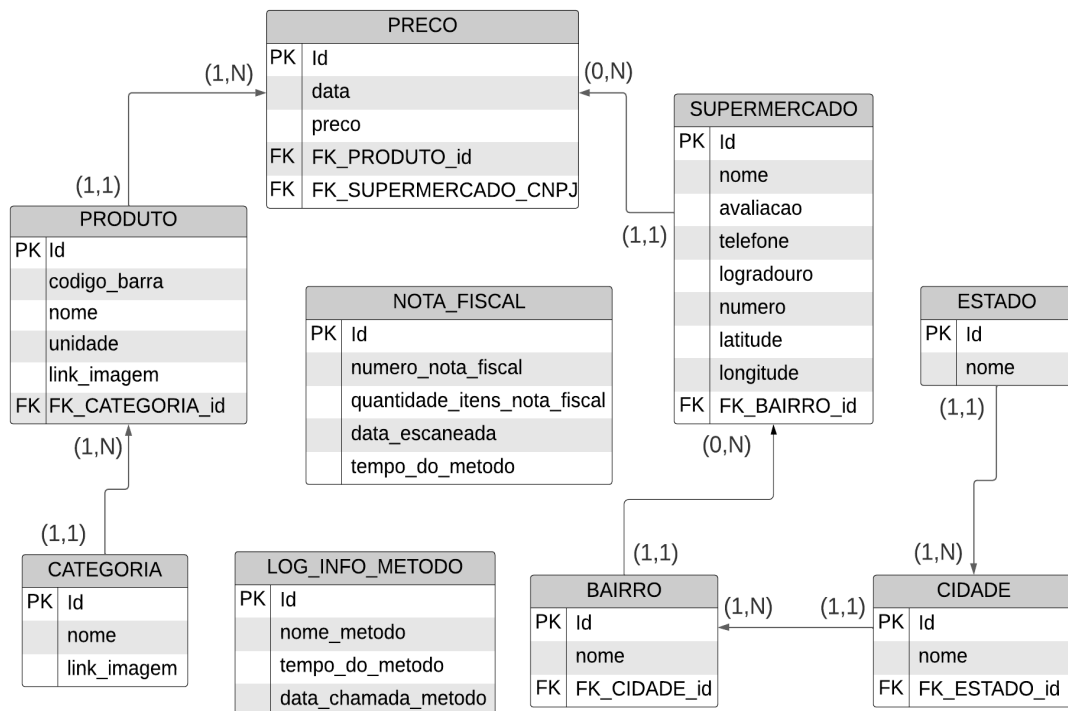 PRECO
PK Id
data
preco
FK FK_PRODUTO_id
FK FK_SUPERMERCADO_CNPJ
(1,N)
(0,N)
(1,1)
(1,1)
SUPERMERCADO
PK Id
nome
avaliacao
telefone
logradouro
numero
latitude
longitude
FK FK_BAIRRO_id
(0,N)
PRODUTO
PK Id
codigo_barra
nome
unidade
link_imagem
FK FK_CATEGORIA_id
(1,N)
(1,1)
NOTA_FISCAL
PK Id
numero_nota_fiscal
quantidade_itens_nota_fiscal
data_escaneada
tempo_do_metodo
ESTADO
PK Id
nome
(1,1)
(1,N)
CATEGORIA
PK Id
nome
link_imagem
LOG_INFO_METODO
PK Id
nome_metodo
tempo_do_metodo
data_chamada_metodo
(1,1)
BAIRRO
PK Id
nome
FK FK_CIDADE_id
(1,N)
(1,1)
CIDADE
PK Id
nome
FK FK_ESTADO_id